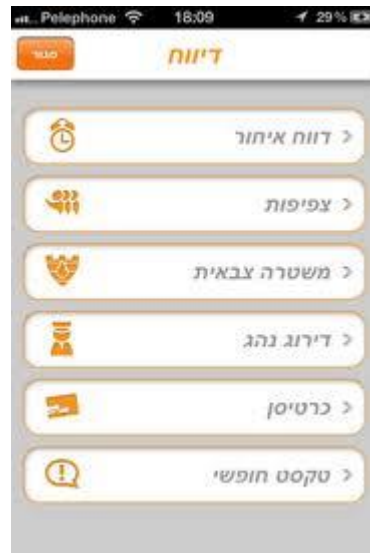 Pelephone 18:09 29%
דיווח
סגור
דווח איחור
צפיפות
משטרה צבאית
דירוג נהג
כרטיסן
טקסט חופשי